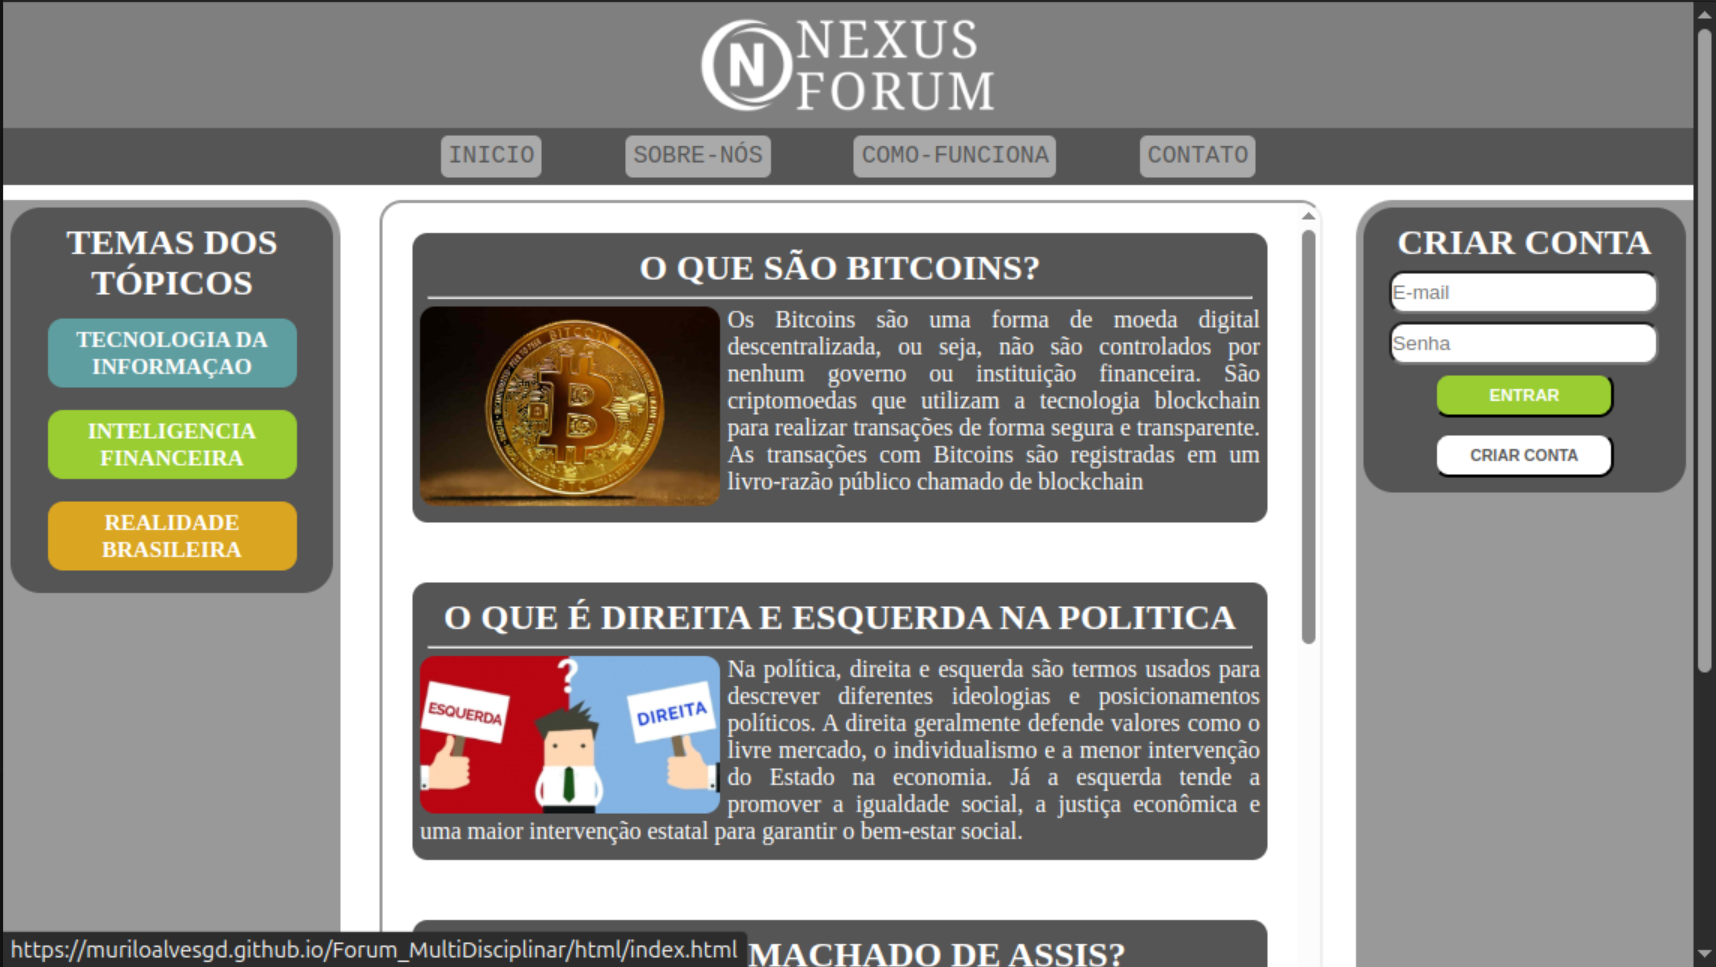 N NEXUS
FORUM
INICIO SOBRE-NÓS COMO-FUNCIONA CONTATO
TEMAS DOS
TÓPICOS
TECNOLOGIA DA
INFORMAÇAO
INTELIGENCIA
FINANCEIRA
REALIDADE
BRASILEIRA
O QUE SÃO BITCOINS?
BITCOIN
B
Os Bitcoins são uma forma de moeda digital
descentralizada, ou seja, não são controlados por
nenhum governo ou instituição financeira. São
criptomoedas que utilizam a tecnologia blockchain
para realizar transações de forma segura e transparente.
As transações com Bitcoins são registradas em um
livro-razão público chamado de blockchain
O QUE É DIREITA E ESQUERDA NA POLITICA
?
ESQUERDA
DIREITA
Na política, direita e esquerda são termos usados para
descrever diferentes ideologias e posicionamentos
políticos. A direita geralmente defende valores como o
livre mercado, o individualismo e a menor intervenção
do Estado na economia. Já a esquerda tende a
promover a igualdade social, a justiça econômica e
uma maior intervenção estatal para garantir o bem-estar social.
MACHADO DE ASSIS?
CRIAR CONTA
E-mail
Senha
ENTRAR
CRIAR CONTA
https://muriloalvesgd.github.io/Forum_MultiDisciplinar/html/index.html